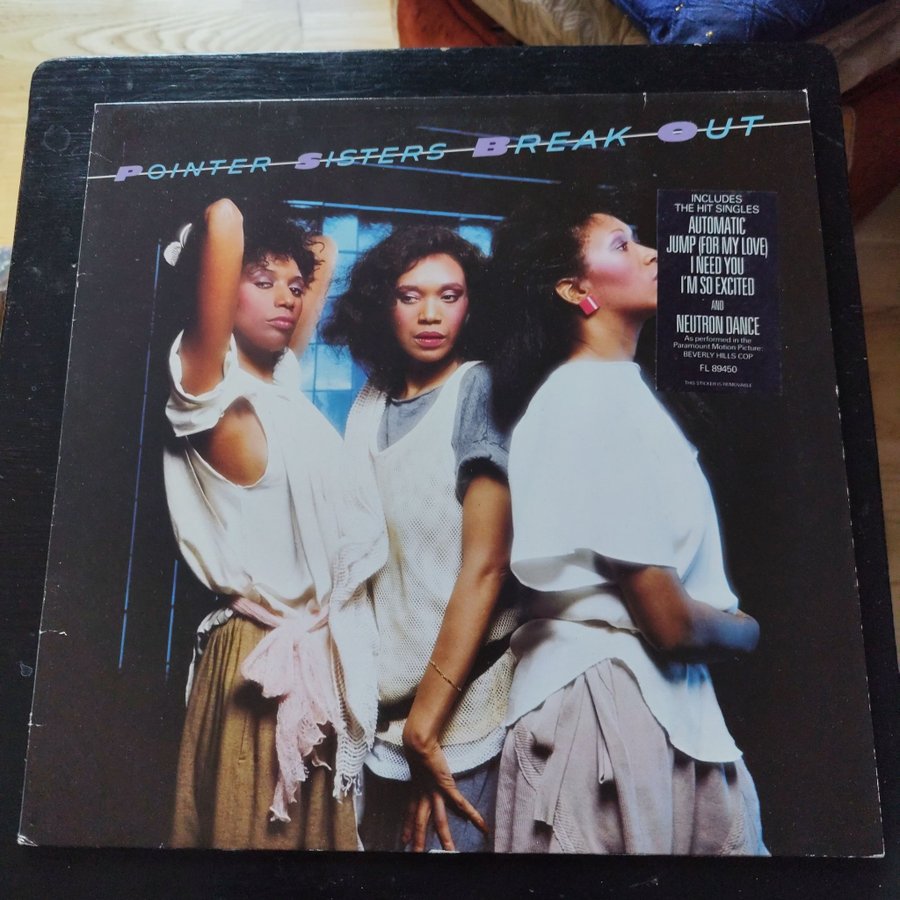 POINTER SISTERS BREAK OUT
INCLUDES
THE HIT SINGLES
AUTOMATIC
JUMP (FOR MY LOVE)
I NEED YOU
I'M SO EXCITED
AND
NEUTRON DANCE
As performed in the
Paramount Motion Picture:
BEVERLY HILLS COP
FL 89450
THIS STICKER IS REMOVABLE